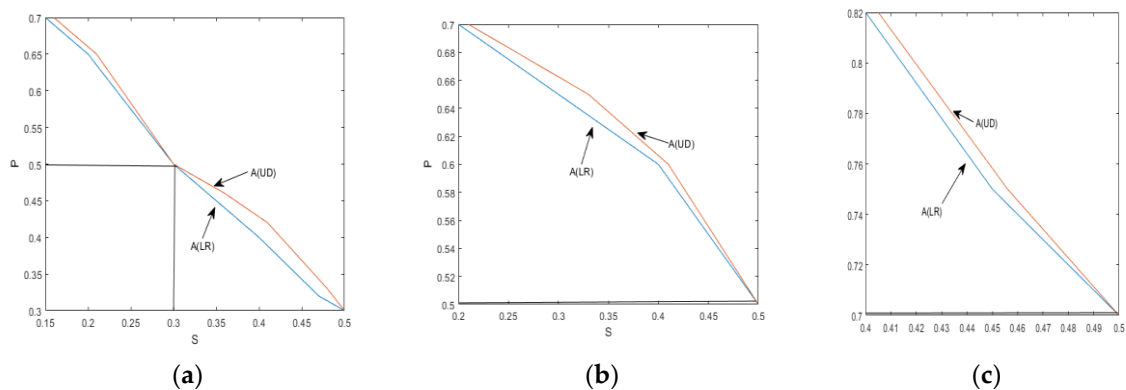 0.7
0.65
0.6
0.55
0.5
0.45
0.4
0.35
0.3
P
0.15 0.2 0.25 0.3 0.35 0.4 0.45 0.5
S
A(UD)
A(LR)
(a)
0.7
0.68
0.66
0.64
0.62
0.6
0.58
0.56
0.54
0.52
0.5
P
0.2 0.25 0.3 0.35 0.4 0.45 0.5
S
A(UD)
A(LR)
(b)
0.82
0.8
0.78
0.76
0.74
0.72
0.7
0.4 0.41 0.42 0.43 0.44 0.45 0.46 0.47 0.48 0.49 0.5
A(UD)
A(LR)
(c)